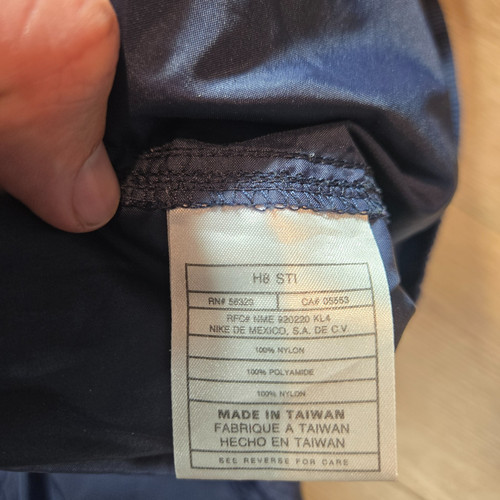 H8 STI
RN# 56323 CA# 05553
RFC# NME 920220 KL4
NIKE DE MEXICO, S.A. DE C.V.
100% NYLON
100% POLYAMIDE
100% NYLON
MADE IN TAIWAN
FABRIQUE A TAIWAN
HECHO EN TAIWAN
SEE REVERSE FOR CARE